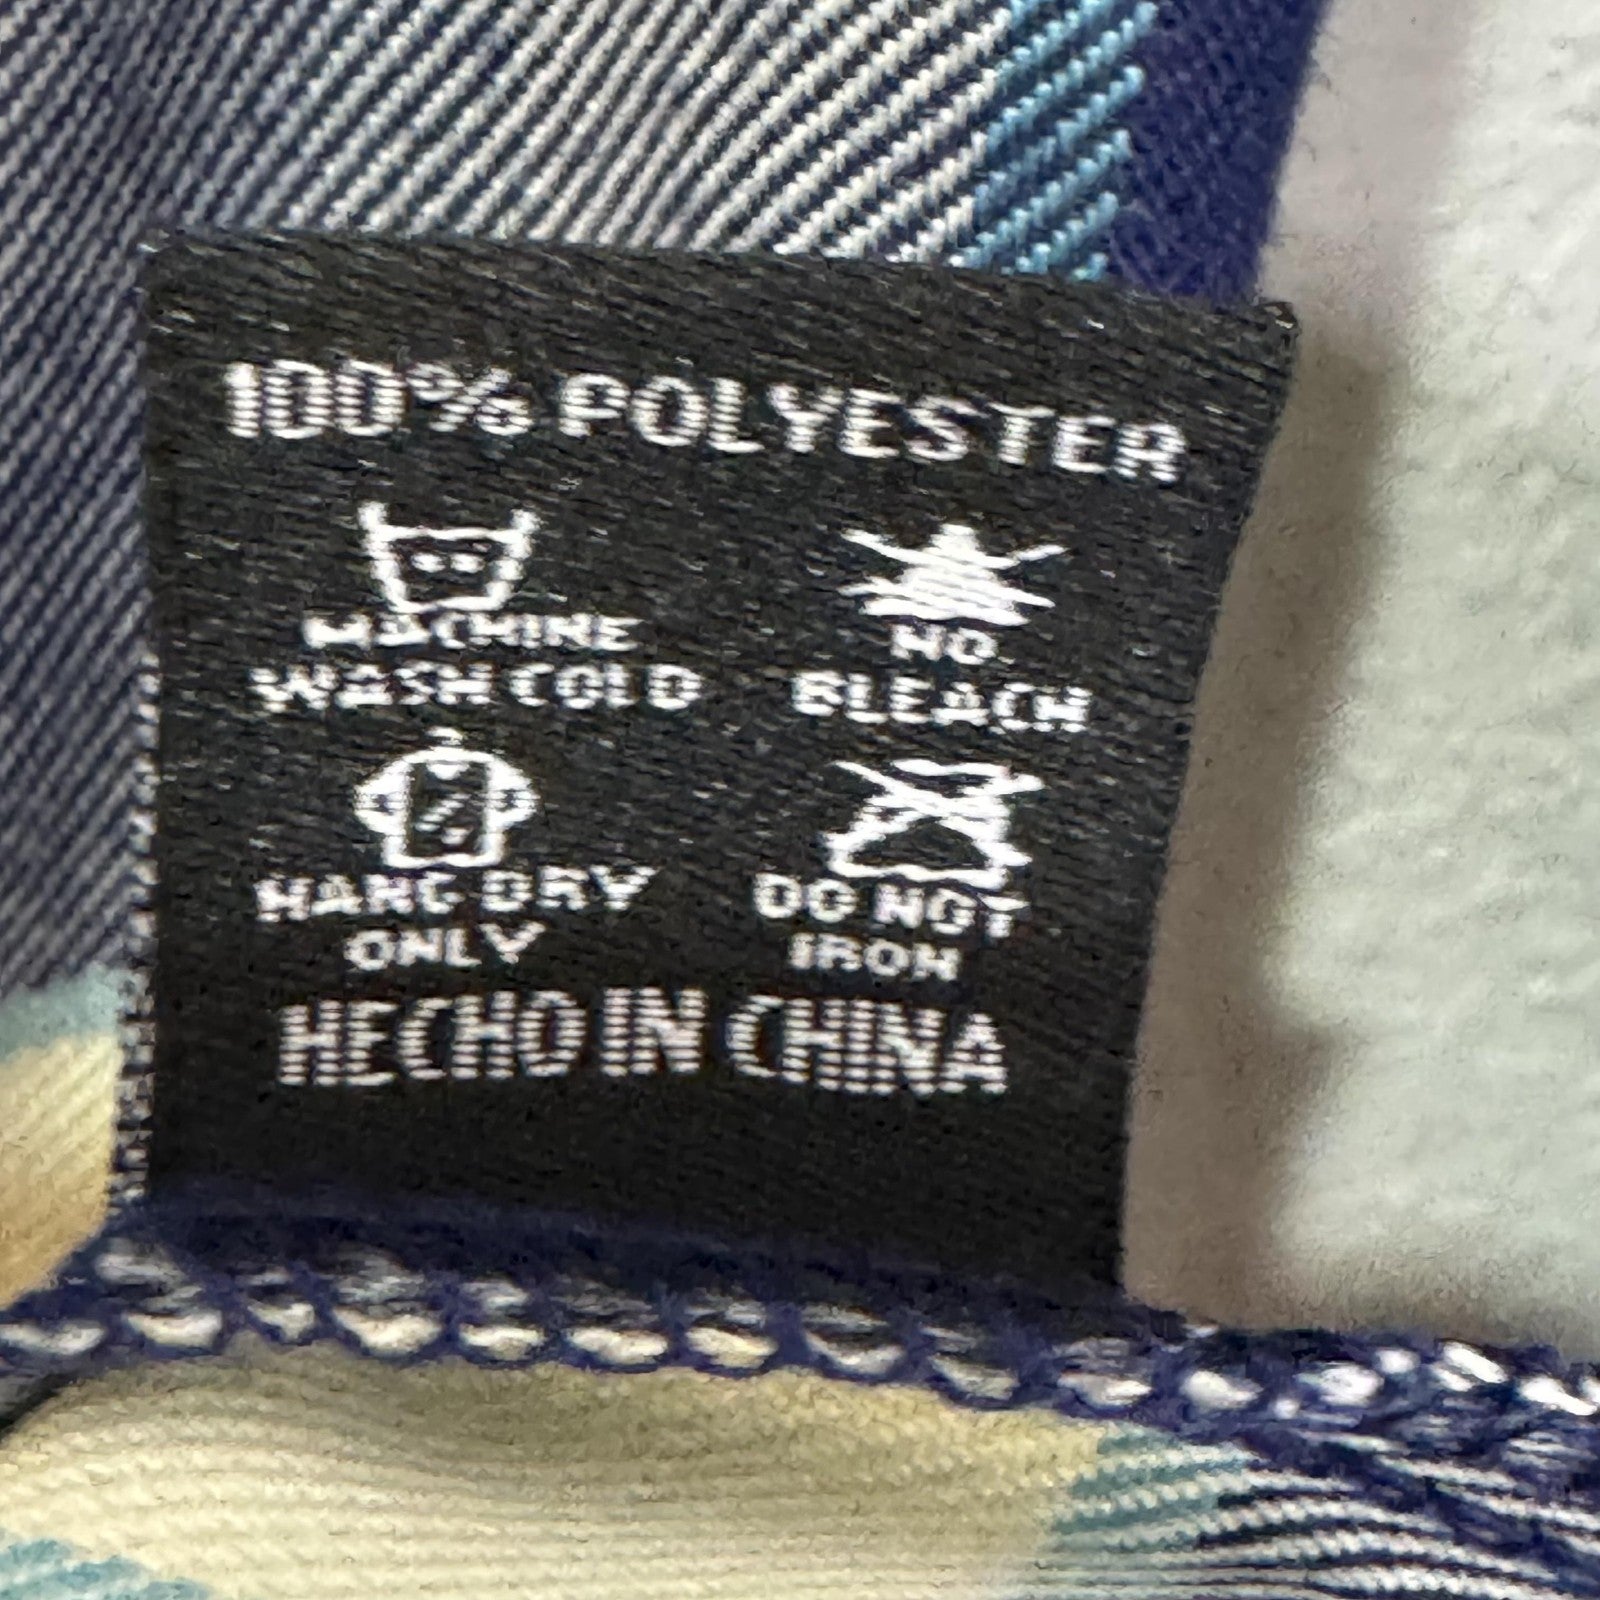 100% POLYESTER
MACHINE
WASH COLD
NO
BLEACH
HANG DRY
ONLY
DO NOT
IRON
HECHO IN CHINA